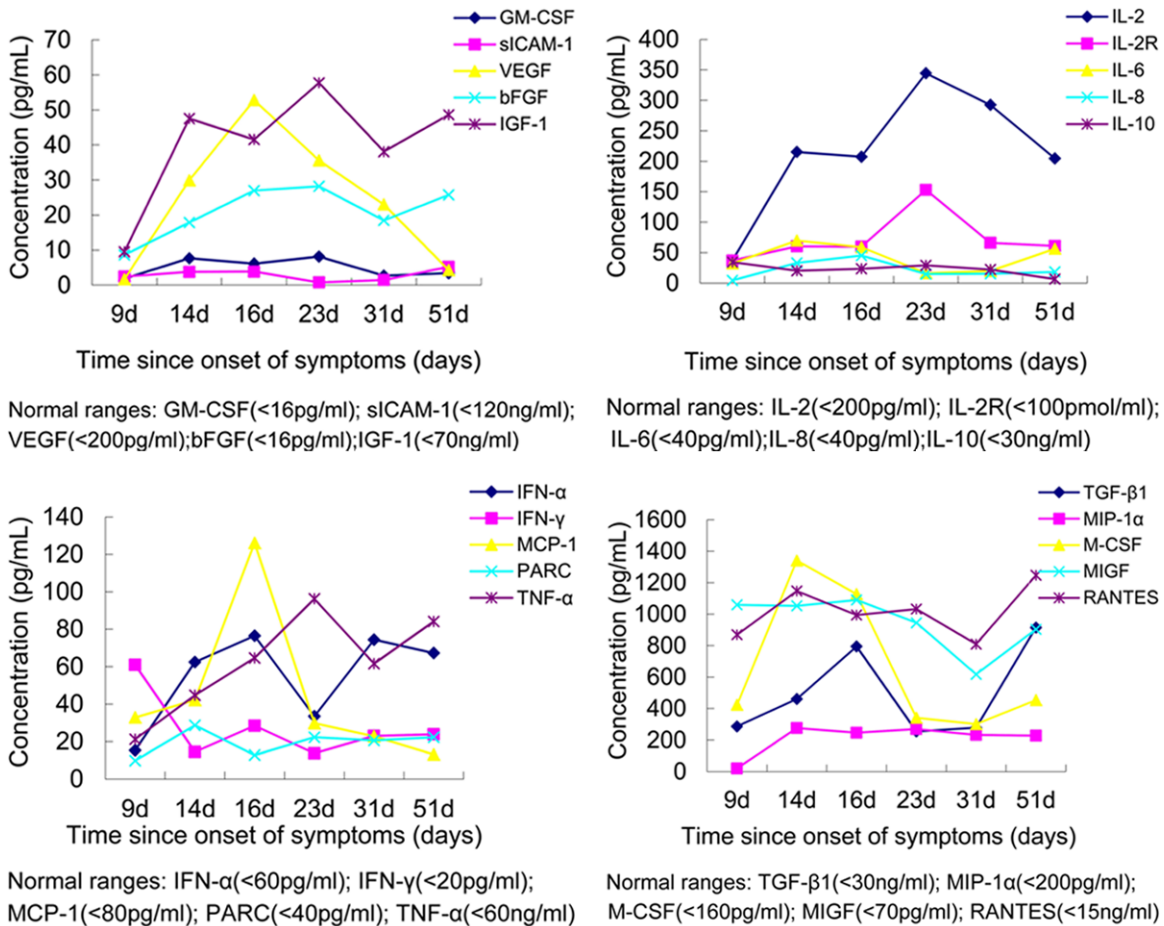 GM-CSF
sICAM-1
VEGF
bFGF
IGF-1
Concentration (pg/mL)
70
60
50
40
30
20
10
0
9d 14d 16d 23d 31d 51d
Time since onset of symptoms (days)
Normal ranges: GM-CSF(<16pg/ml); sICAM-1(<120ng/ml);
VEGF(<200pg/ml);bFGF(<16pg/ml);IGF-1(<70ng/ml)
IL-2
IL-2R
IL-6
IL-8
IL-10
Concentration (pg/mL)
400
350
300
250
200
150
100
50
0
9d 14d 16d 23d 31d 51d
Time since onset of symptoms (days)
Normal ranges: IL-2(<200pg/ml); IL-2R(<100pmol/ml);
IL-6(<40pg/ml);IL-8(<40pg/ml);IL-10(<30ng/ml)
IFN-α
IFN-γ
MCP-1
PARC
TNF-α
Concentration (pg/mL)
140
120
100
80
60
40
20
0
9d 14d 16d 23d 31d 51d
Time since onset of symptoms (days)
Normal ranges: IFN-α(<60pg/ml); IFN-γ(<20pg/ml);
MCP-1(<80pg/ml); PARC(<40pg/ml); TNF-α(<60ng/ml)
TGF-β1
MIP-1α
M-CSF
MIGF
RANTES
Concentration (pg/mL)
1600
1400
1200
1000
800
600
400
200
0
9d 14d 16d 23d 31d 51d
Time since onset of symptoms (days)
Normal ranges: TGF-β1(<30ng/ml); MIP-1α(<200pg/ml);
M-CSF(<160pg/ml); MIGF(<70pg/ml); RANTES(<15ng/ml)